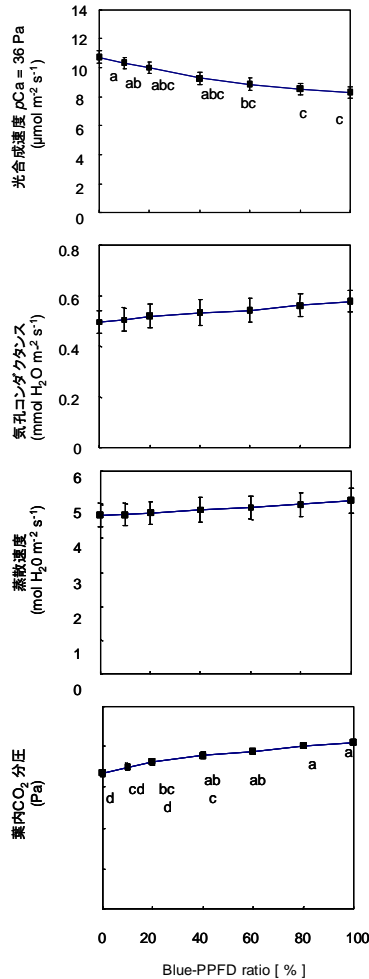 14
12
10
8
6
4
2
0
光合成速度 pCa = 36 Pa
(μmol m-2 s-1)
a
ab
abc
abc
bc
c
c
0.8
0.6
0.4
0.2
0
気孔コンダクタンス
(mmol H2O m-2 s-1)
6
5
4
3
2
1
0
蒸散速度
(mol H20 m-2 s-1)
葉内CO2 分圧
(Pa)
d
cd
bc
d
ab
c
ab
a
a
0 20 40 60 80 100
Blue-PPFD ratio [ % ]